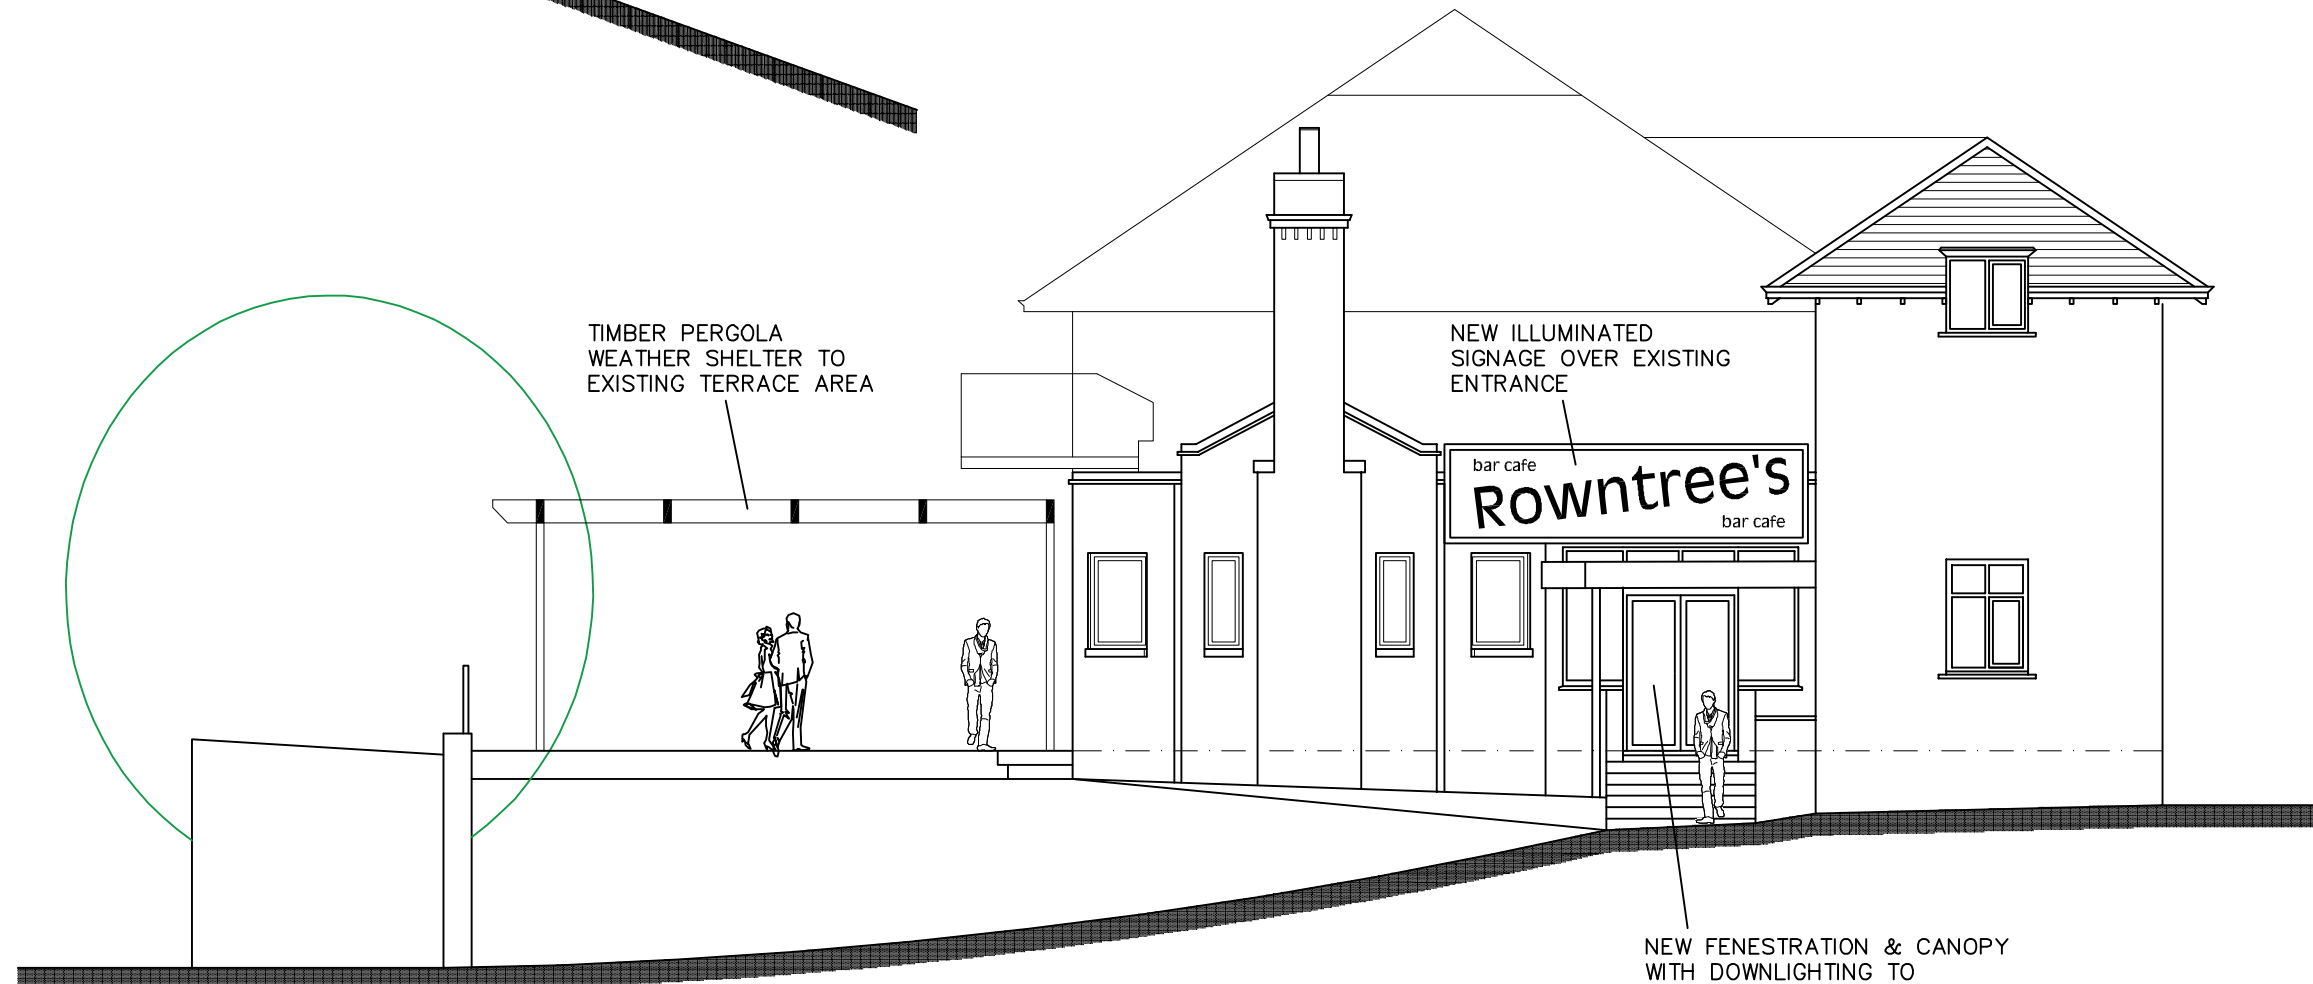 TIMBER PERGOLA
WEATHER SHELTER TO
EXISTING TERRACE AREA
NEW ILLUMINATED
SIGNAGE OVER EXISTING
ENTRANCE
bar cafe
Rowntree's
bar cafe
NEW FENESTRATION & CANOPY
WITH DOWNLIGHTING TO